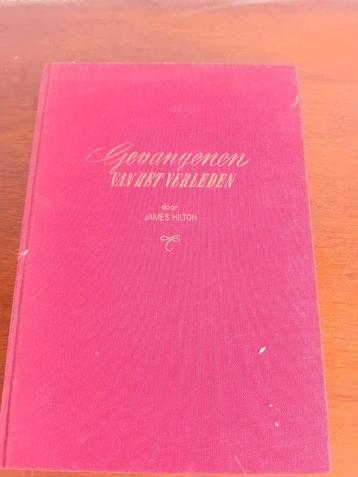 Gevangenen
VAN HET VERLEDEN
door
JAMES HILTON